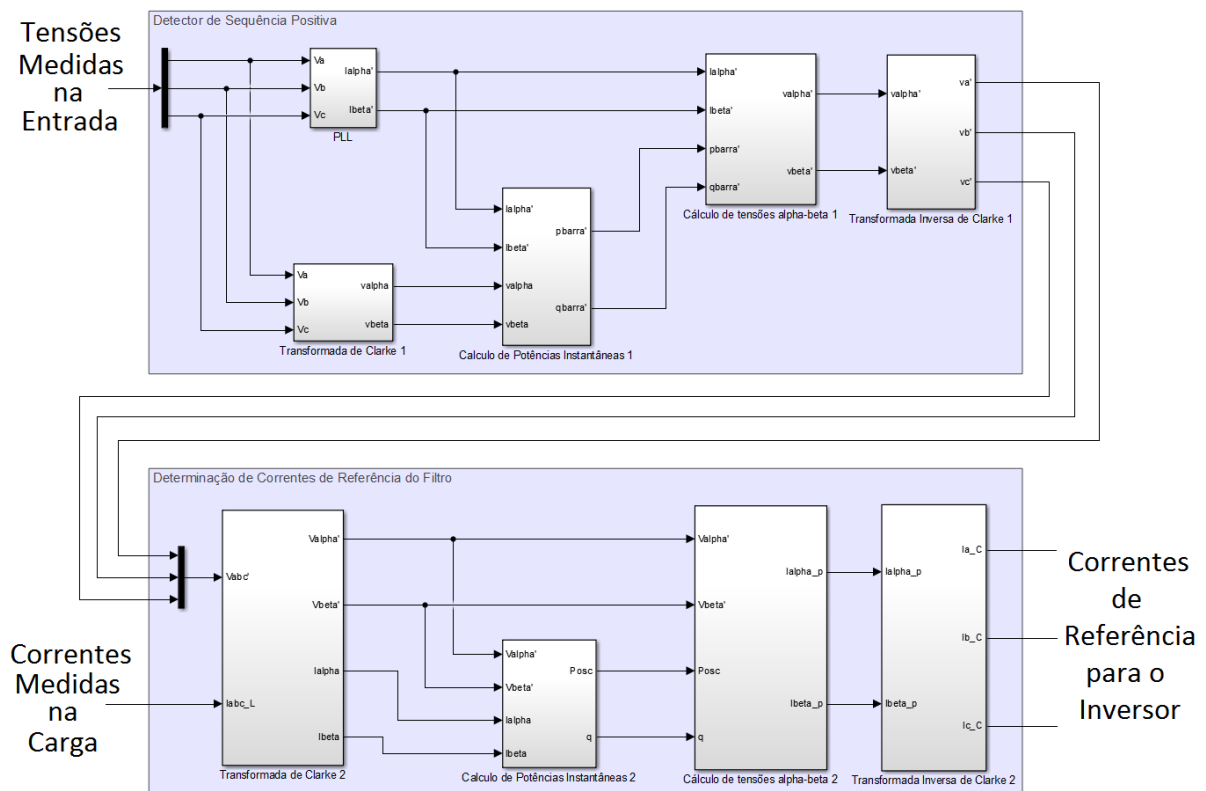 Detector de Sequência Positiva
Tensões
Medidas
na
Entrada
Va
Vb
Vc
Ialpha'
Ibeta'
PLL
Va
Vb
Vc
valpha
vbeta
Transformada de Clarke 1
Ialpha'
Ibeta'
valpha
vbeta
pbarra'
qbarra'
Calculo de Potências Instantâneas 1
Ialpha'
Ibeta'
pbarra'
qbarra'
valpha'
vbeta'
Cálculo de tensões alpha-beta 1
valpha'
vbeta'
va'
vb'
vc'
Transformada Inversa de Clarke 1
Determinação de Correntes de Referência do Filtro
Correntes
Medidas
na
Carga
Vabc'
Iabc_L
Valpha'
Vbeta'
Ialpha
Ibeta
Transformada de Clarke 2
Valpha'
Vbeta'
Ialpha
Ibeta
Posc
q
Calculo de Potências Instantâneas 2
Valpha'
Vbeta'
Posc
q
Ialpha_p
Ibeta_p
Cálculo de tensões alpha-beta 2
Ialpha_p
Ibeta_p
Ia_C
Ib_C
Ic_C
Transformada Inversa de Clarke 2
Correntes
de
Referência
para o
Inversor